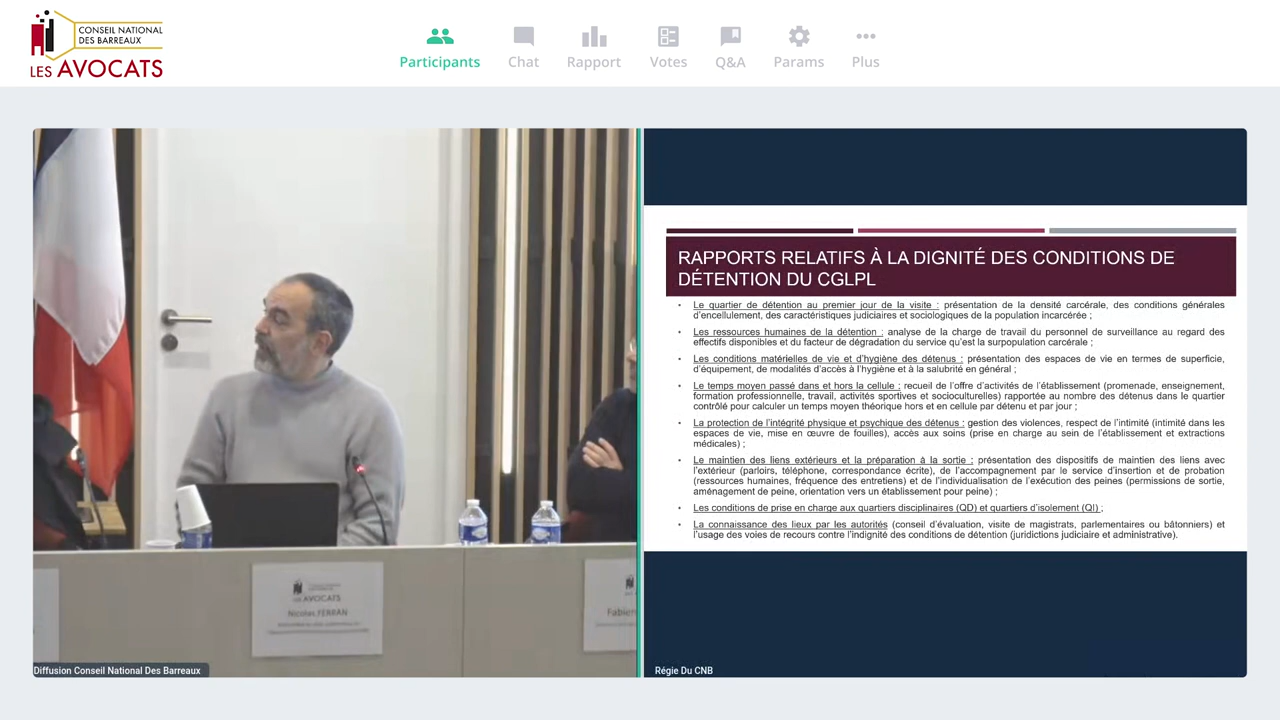 CONSEIL NATIONAL
DES BARREAUX
LES AVOCATS
Participants
Chat
Rapport
Votes
Q&A
Params
Plus
LES AVOCATS
Nicolas FERRAN
Fabien
Diffusion Conseil National Des Barreaux
RAPPORTS RELATIFS À LA DIGNITÉ DES CONDITIONS DE
DÉTENTION DU CGLPL
• Le quartier de détention au premier jour de la visite : présentation de la densité carcérale, des conditions générales
d'encellulement, des caractéristiques judiciaires et sociologiques de la population incarcérée ;
• Les ressources humaines de la détention : analyse de la charge de travail du personnel de surveillance au regard des
effectifs disponibles et du facteur de dégradation du service qu'est la surpopulation carcérale ;
• Les conditions matérielles de vie et d'hygiène des détenus : présentation des espaces de vie en termes de superficie,
d'équipement, de modalités d'accès à l'hygiène et à la salubrité en général ;
• Le temps moyen passé dans et hors la cellule : recueil de l'offre d'activités de l'établissement (promenade, enseignement,
formation professionnelle, travail, activités sportives et socioculturelles) rapportée au nombre des détenus dans le quartier
contrôlé pour calculer un temps moyen théorique hors et en cellule par détenu et par jour ;
• La protection de l'intégrité physique et psychique des détenus : gestion des violences, respect de l'intimité (intimité dans les
espaces de vie, mise en œuvre de fouilles), accès aux soins (prise en charge au sein de l'établissement et extractions
médicales) ;
• Le maintien des liens extérieurs et la préparation à la sortie : présentation des dispositifs de maintien des liens avec
l'extérieur (parloirs, téléphone, correspondance écrite), de l'accompagnement par le service d'insertion et de probation
(ressources humaines, fréquence des entretiens) et de l'individualisation de l'exécution des peines (permissions de sortie,
aménagement de peine, orientation vers un établissement pour peine) ;
• Les conditions de prise en charge aux quartiers disciplinaires (QD) et quartiers d'isolement (QI) ;
• La connaissance des lieux par les autorités (conseil d'évaluation, visite de magistrats, parlementaires ou bâtonniers) et
l'usage des voies de recours contre l'indignité des conditions de détention (juridictions judiciaire et administrative).
Régie Du CNB